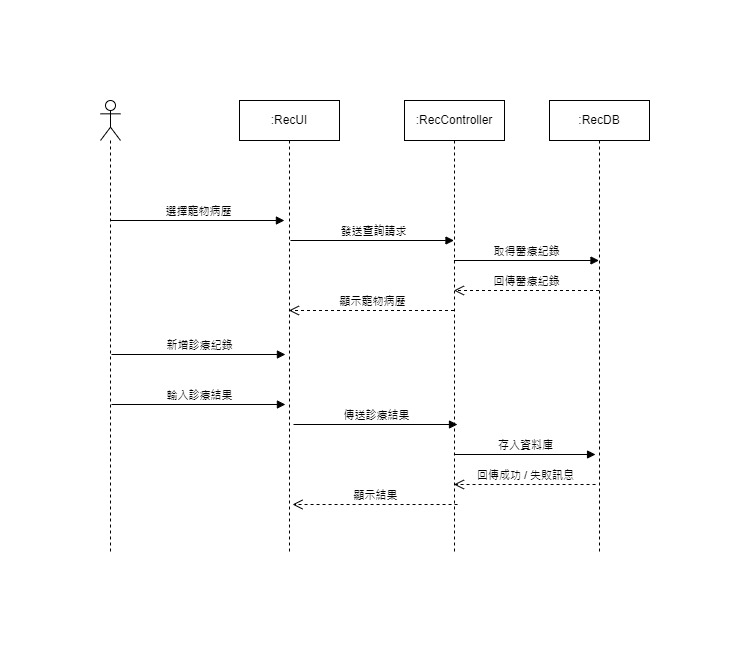 :RecUI
:RecController
:RecDB
選擇寵物病歷
發送查詢請求
取得醫療紀錄
回傳醫療紀錄
顯示寵物病歷
新增診療紀錄
輸入診療結果
傳送診療結果
存入資料庫
回傳成功 / 失敗訊息
顯示結果